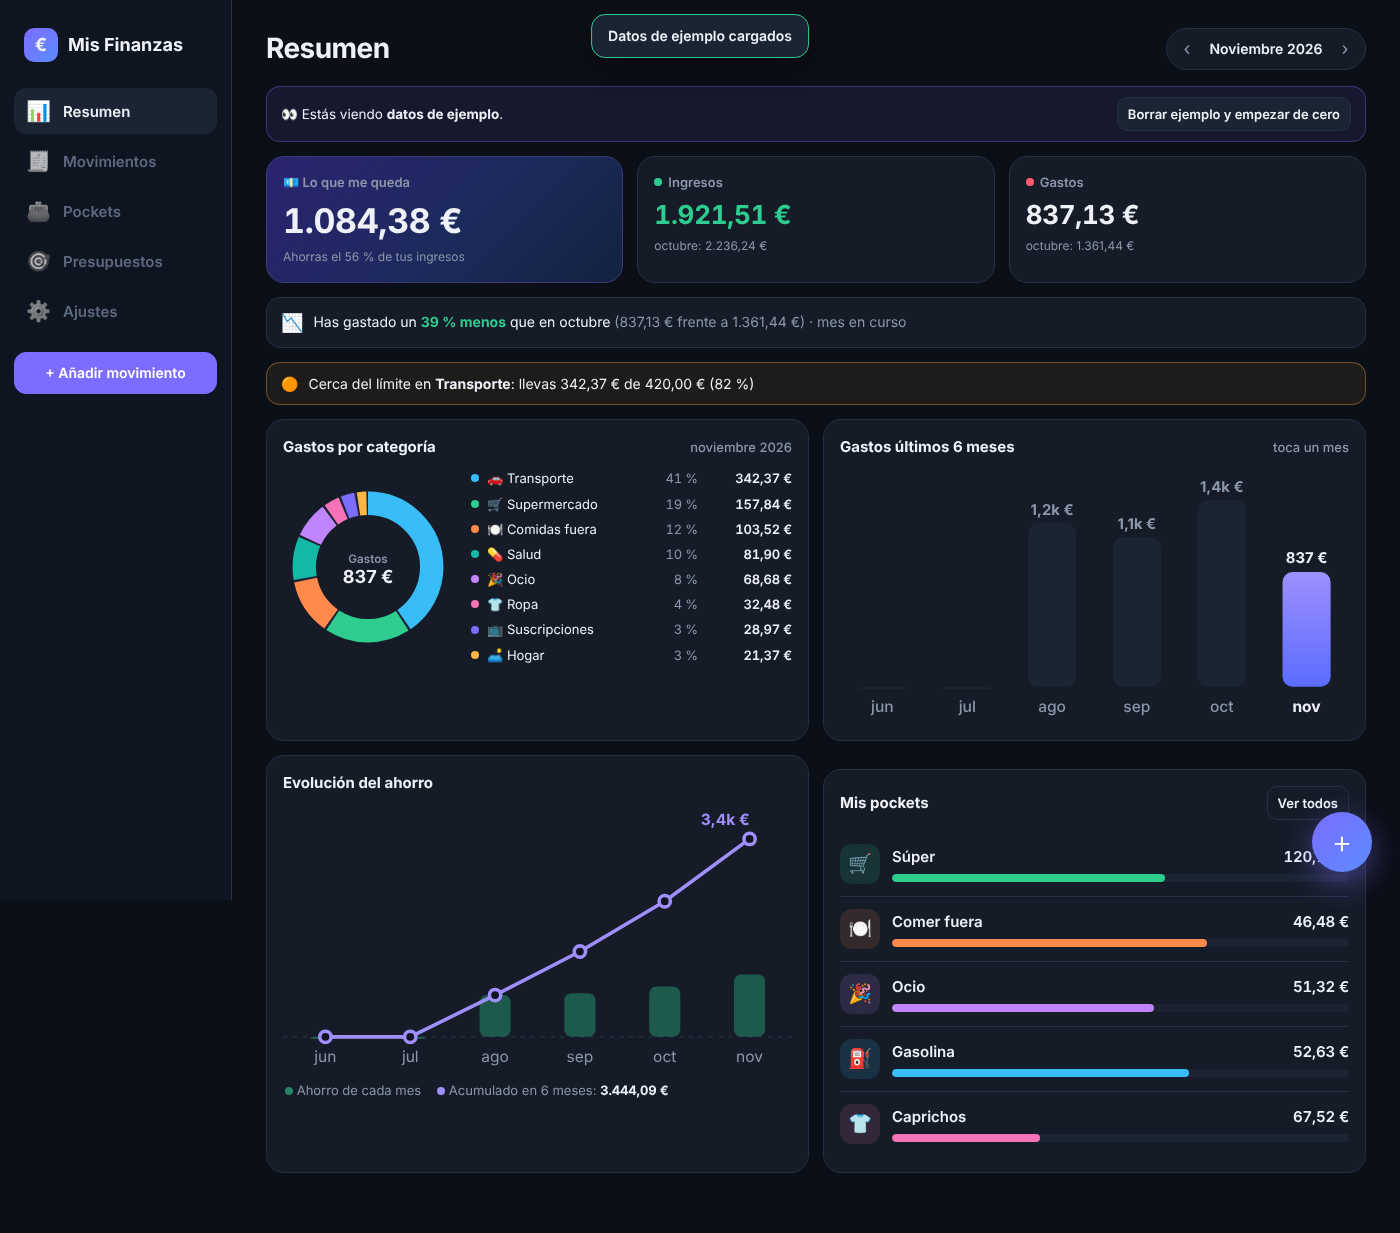 € Mis Finanzas
Resumen
Movimientos
Pockets
Presupuestos
Ajustes
+ Añadir movimiento
Resumen
Datos de ejemplo cargados
‹ Noviembre 2026 ›
Estás viendo datos de ejemplo.
Borrar ejemplo y empezar de cero
Lo que me queda
1.084,38 €
Ahorras el 56 % de tus ingresos
Ingresos
1.921,51 €
octubre: 2.236,24 €
Gastos
837,13 €
octubre: 1.361,44 €
Has gastado un 39 % menos que en octubre (837,13 € frente a 1.361,44 €) · mes en curso
Cerca del límite en Transporte: llevas 342,37 € de 420,00 € (82 %)
Gastos por categoría
noviembre 2026
Gastos
837 €
Transporte 41 % 342,37 €
Supermercado 19 % 157,84 €
Comidas fuera 12 % 103,52 €
Salud 10 % 81,90 €
Ocio 8 % 68,68 €
Ropa 4 % 32,48 €
Suscripciones 3 % 28,97 €
Hogar 3 % 21,37 €
Gastos últimos 6 meses
toca un mes
1,2k € 1,1k € 1,4k € 837 €
jun jul ago sep oct nov
Evolución del ahorro
3,4k €
jun jul ago sep oct nov
Ahorro de cada mes Acumulado en 6 meses: 3.444,09 €
Mis pockets
Ver todos
+
Súper 120,
Comer fuera 46,48 €
Ocio 51,32 €
Gasolina 52,63 €
Caprichos 67,52 €